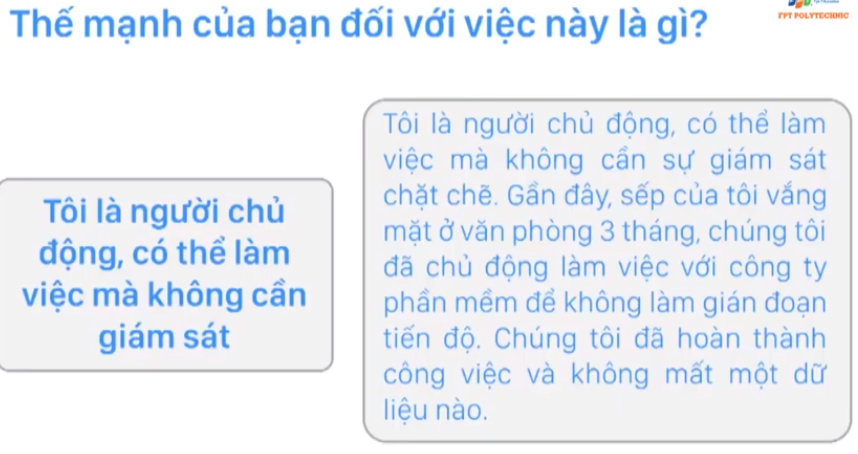 Thế mạnh của bạn đối với việc này là gì?
FPT POLYTECHNIC
Tôi là người chủ
động, có thể làm
việc mà không cần
giám sát
Tôi là người chủ động, có thể làm
việc mà không cần sự giám sát
chặt chẽ. Gần đây, sếp của tôi vắng
mặt ở văn phòng 3 tháng, chúng tôi
đã chủ động làm việc với công ty
phần mềm để không làm gián đoạn
tiến độ. Chúng tôi đã hoàn thành
công việc và không mất một dữ
liệu nào.